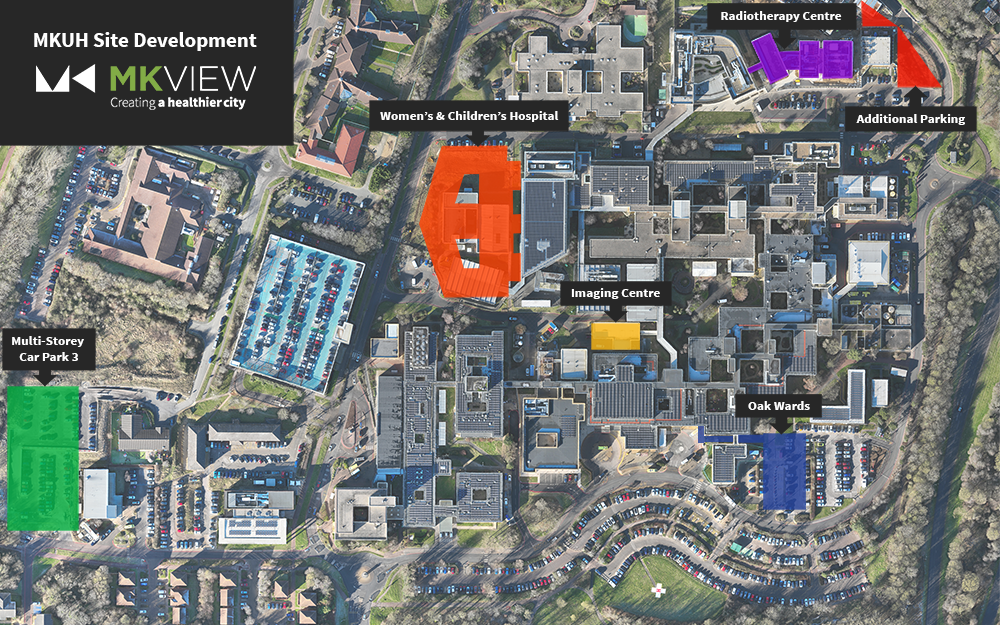 MKUH Site Development
MKVIEW
Creating a healthier city
Radiotherapy Centre
Additional Parking
Women's & Children's Hospital
Imaging Centre
Multi-Storey
Car Park 3
Oak Wards